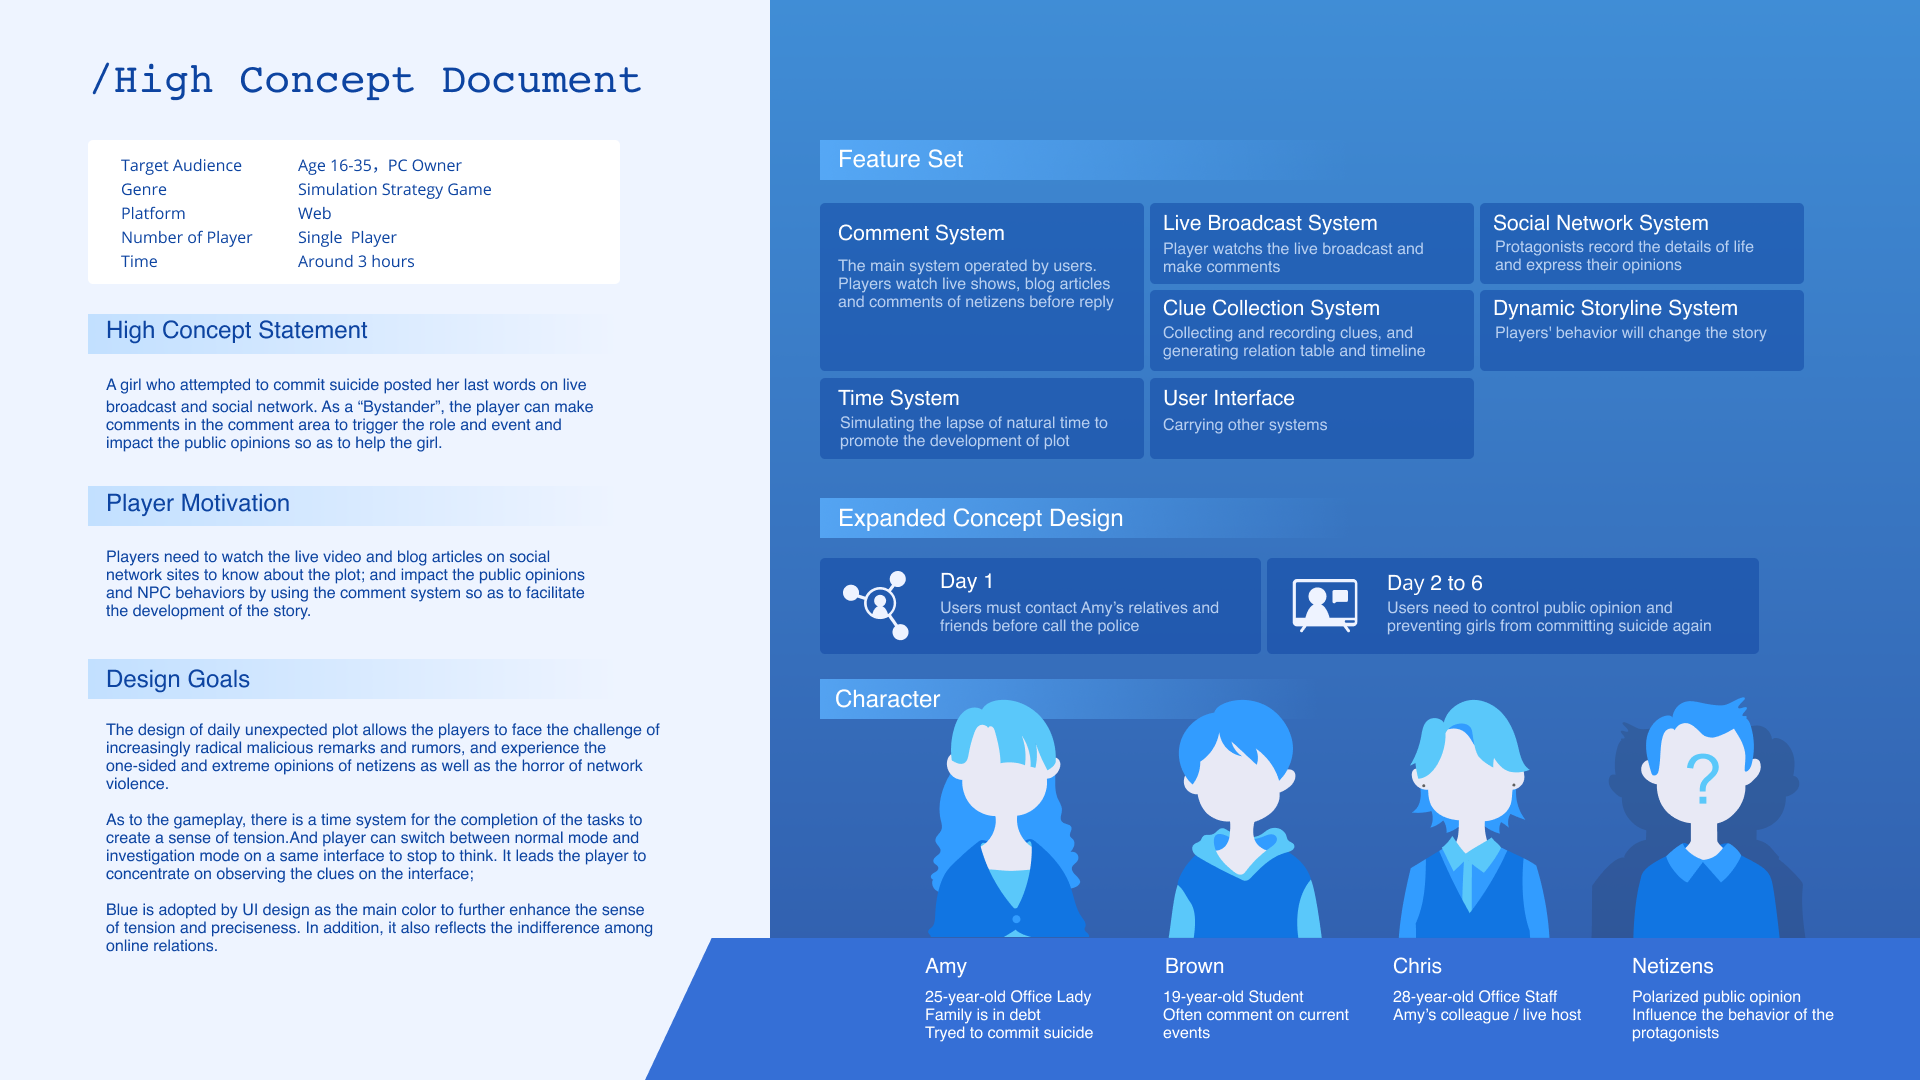 /High Concept Document
Target Audience Age 16-35，PC Owner
Genre Simulation Strategy Game
Platform Web
Number of Player Single Player
Time Around 3 hours
High Concept Statement
A girl who attempted to commit suicide posted her last words on live
broadcast and social network. As a “Bystander”, the player can make
comments in the comment area to trigger the role and event and
impact the public opinions so as to help the girl.
Player Motivation
Players need to watch the live video and blog articles on social
network sites to know about the plot; and impact the public opinions
and NPC behaviors by using the comment system so as to facilitate
the development of the story.
Design Goals
The design of daily unexpected plot allows the players to face the challenge of
increasingly radical malicious remarks and rumors, and experience the
one-sided and extreme opinions of netizens as well as the horror of network
violence.
As to the gameplay, there is a time system for the completion of the tasks to
create a sense of tension.And player can switch between normal mode and
investigation mode on a same interface to stop to think. It leads the player to
concentrate on observing the clues on the interface;
Blue is adopted by UI design as the main color to further enhance the sense
of tension and preciseness. In addition, it also reflects the indifference among
online relations.
Feature Set
Comment System
The main system operated by users.
Players watch live shows, blog articles
and comments of netizens before reply
Live Broadcast System
Player watchs the live broadcast and
make comments
Social Network System
Protagonists record the details of life
and express their opinions
Clue Collection System
Collecting and recording clues, and
generating relation table and timeline
Dynamic Storyline System
Players' behavior will change the story
Time System
Simulating the lapse of natural time to
promote the development of plot
User Interface
Carrying other systems
Expanded Concept Design
Day 1
Users must contact Amy’s relatives and
friends before call the police
Day 2 to 6
Users need to control public opinion and
preventing girls from committing suicide again
Character
?
Amy
25-year-old Office Lady
Family is in debt
Tryed to commit suicide
Brown
19-year-old Student
Often comment on current
events
Chris
28-year-old Office Staff
Amy’s colleague / live host
Netizens
Polarized public opinion
Influence the behavior of the
protagonists